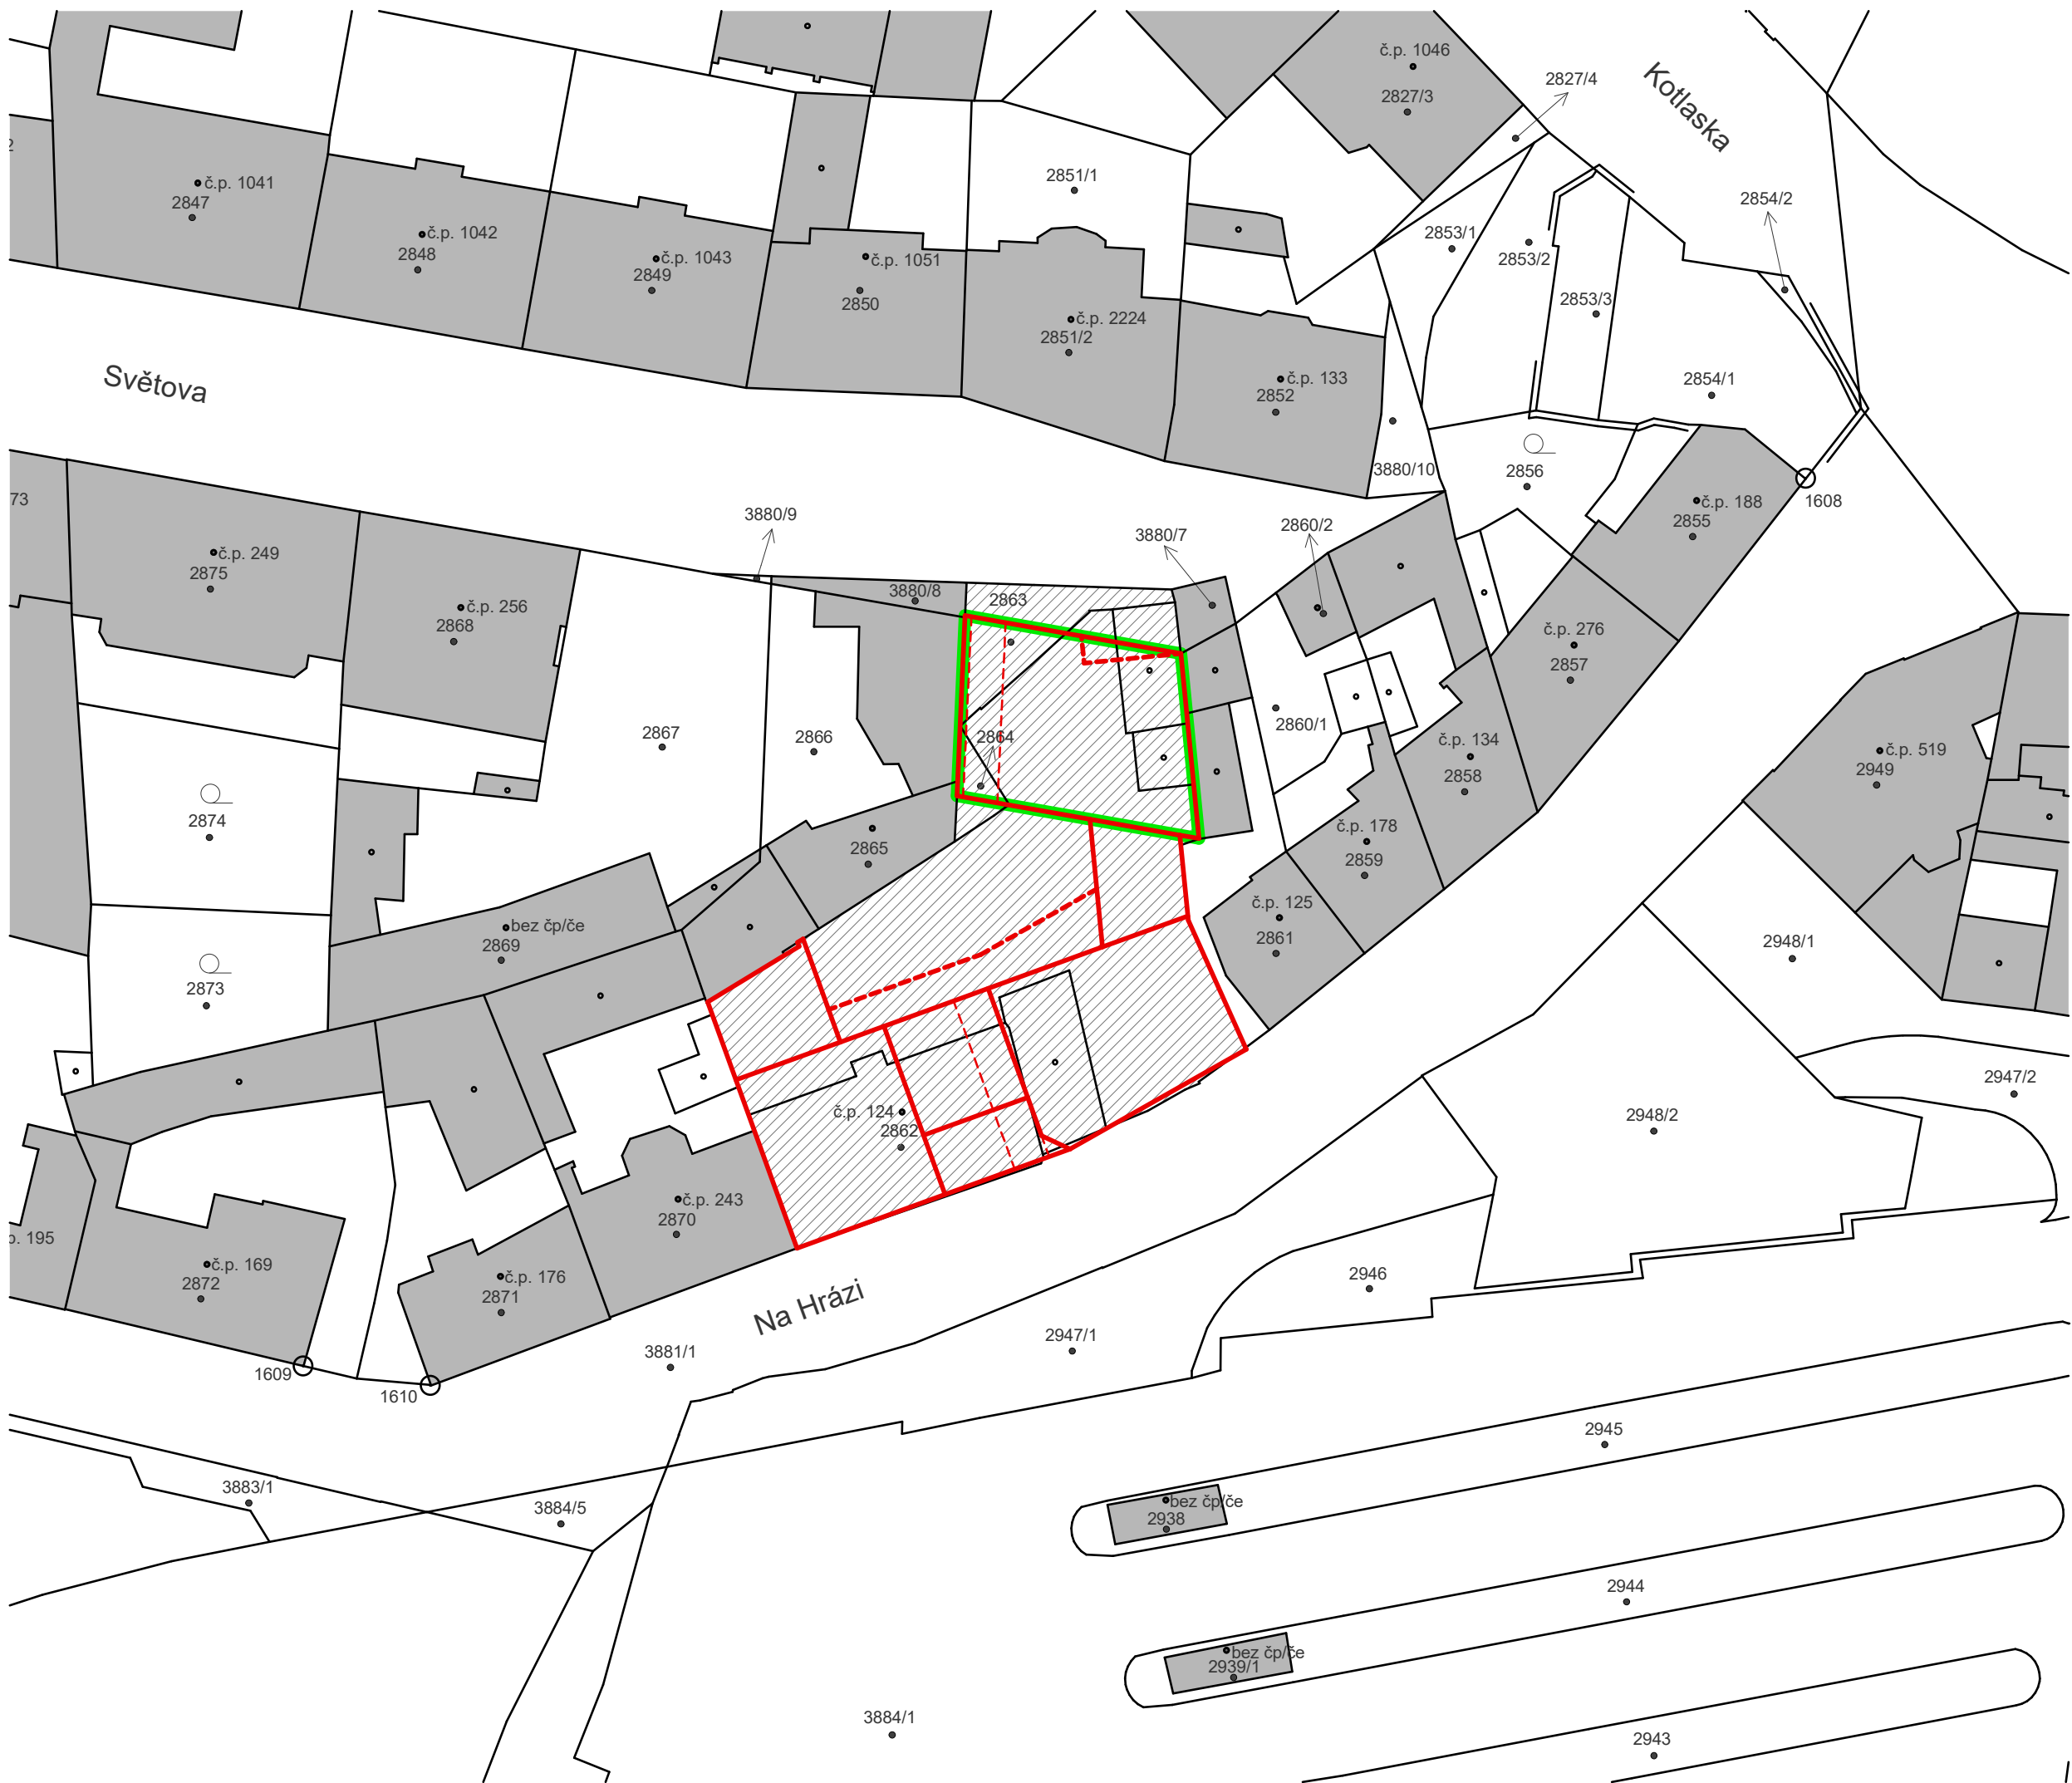 č.p. 1046
2827/4
2827/3
Kotlaska
2
č.p. 1041
2847
2851/1
2854/2
č.p. 1042
2848
č.p. 1043
2849
č.p. 1051
2850
2853/1
2853/2
2853/3
č.p. 2224
2851/2
Světova
č.p. 133
2852
2854/1
3880/10
2856
73
č.p. 188
2855
1608
3880/9
3880/7
2860/2
č.p. 249
2875
č.p. 256
2868
3880/8
2863
č.p. 276
2857
2867
2866
2864
2860/1
č.p. 134
2858
č.p. 519
2949
2874
č.p. 178
2859
2865
č.p. 125
2861
bez čp/če
2869
2948/1
2873
2947/2
č.p. 124
2862
2948/2
č.p. 243
2870
p. 195
č.p. 169
2872
č.p. 176
2871
2946
Na Hrázi
2947/1
3881/1
1609
1610
2945
3883/1
3884/5
bez čp/če
2938
2944
bez čp/če
2939/1
3884/1
2943